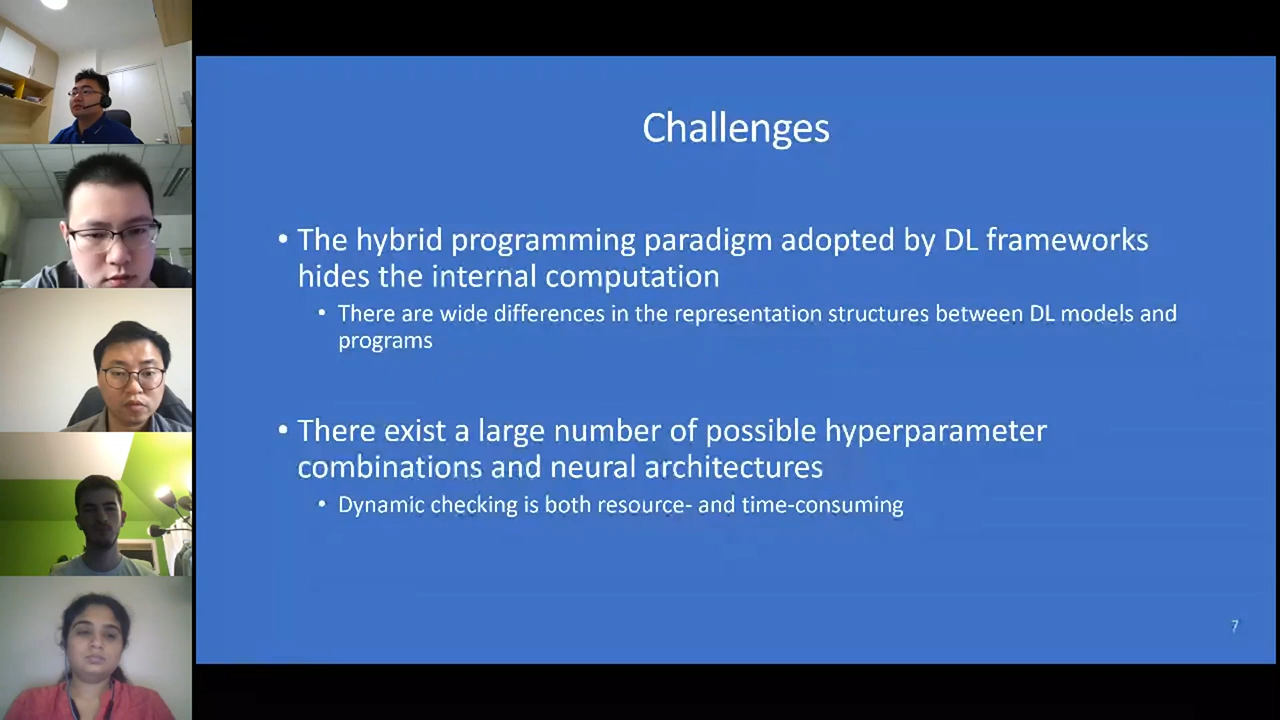 Challenges
• The hybrid programming paradigm adopted by DL frameworks
hides the internal computation
• There are wide differences in the representation structures between DL models and
programs
• There exist a large number of possible hyperparameter
combinations and neural architectures
• Dynamic checking is both resource- and time-consuming
7